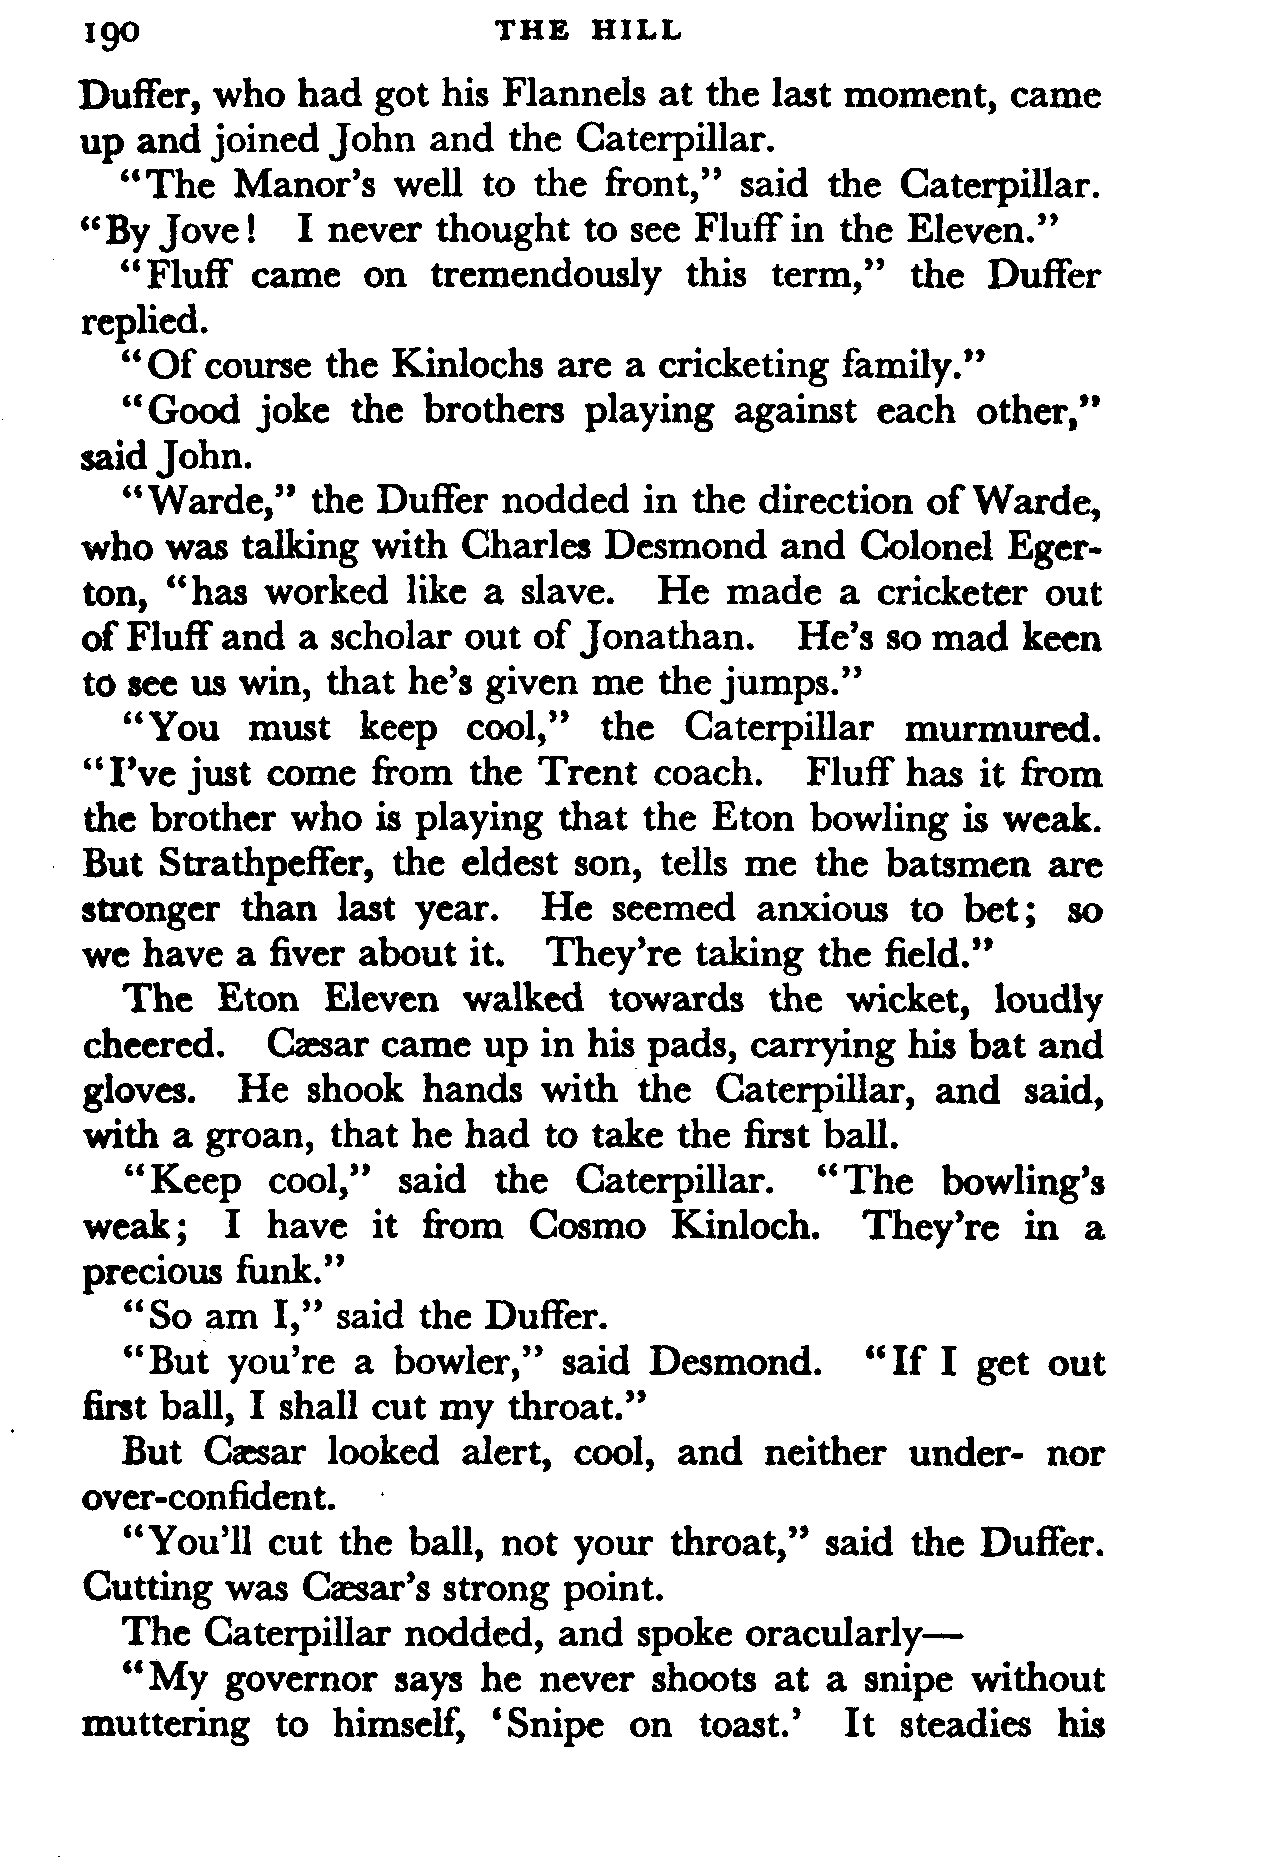 190 THE HILL
Duffer, who had got his Flannels at the last moment, came
up and joined John and the Caterpillar.
"The Manor's well to the front," said the Caterpillar.
"By Jove! I never thought to see Fluff in the Eleven."
"Fluff came on tremendously this term," the Duffer
replied.
"Of course the Kinlochs are a cricketing family."
"Good joke the brothers playing against each other,"
said John.
"Warde," the Duffer nodded in the direction of Warde,
who was talking with Charles Desmond and Colonel Eger-
ton, "has worked like a slave. He made a cricketer out
of Fluff and a scholar out of Jonathan. He's so mad keen
to see us win, that he's given me the jumps."
"You must keep cool," the Caterpillar murmured.
"I've just come from the Trent coach. Fluff has it from
the brother who is playing that the Eton bowling is weak.
But Strathpeffer, the eldest son, tells me the batsmen are
stronger than last year. He seemed anxious to bet; so
we have a fiver about it. They're taking the field."
The Eton Eleven walked towards the wicket, loudly
cheered. Cæsar came up in his pads, carrying his bat and
gloves. He shook hands with the Caterpillar, and said,
with a groan, that he had to take the first ball.
"Keep cool," said the Caterpillar. "The bowling's
weak; I have it from Cosmo Kinloch. They're in a
precious funk."
"So am I," said the Duffer.
"But you're a bowler," said Desmond. "If I get out
first ball, I shall cut my throat."
But Cæsar looked alert, cool, and neither under- nor
over-confident.
"You'll cut the ball, not your throat," said the Duffer.
Cutting was Cæsar's strong point.
The Caterpillar nodded, and spoke oracularly—
"My governor says he never shoots at a snipe without
muttering to himself, 'Snipe on toast.' It steadies his